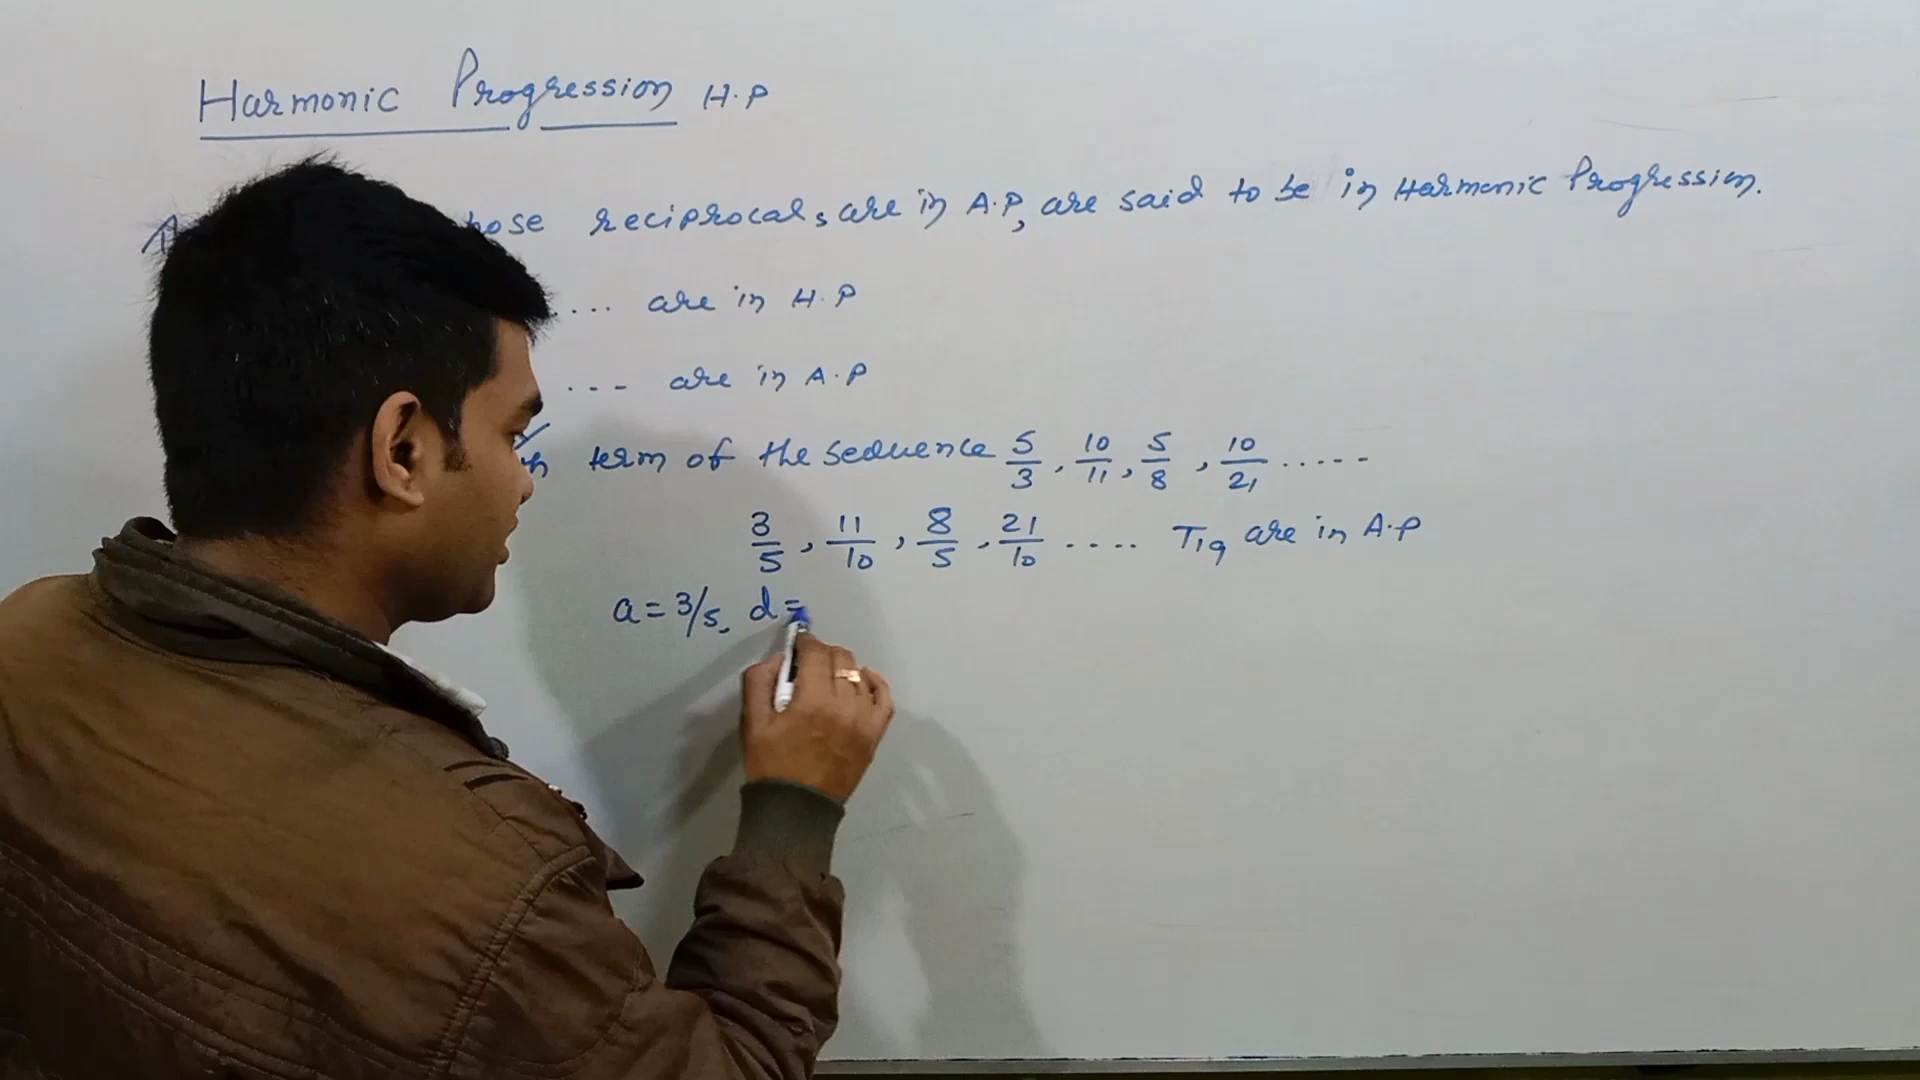 Harmonic Progression H.P
reciprocals are in A.P, are said to be in Harmonic Progression.
... are in H.P
--- are in A.P
term of the sequence 5/3, 10/11, 5/8, 10/21 .....
3/5, 11/10, 8/5, 21/10 .... T19 are in A.P
a = 3/5, d =